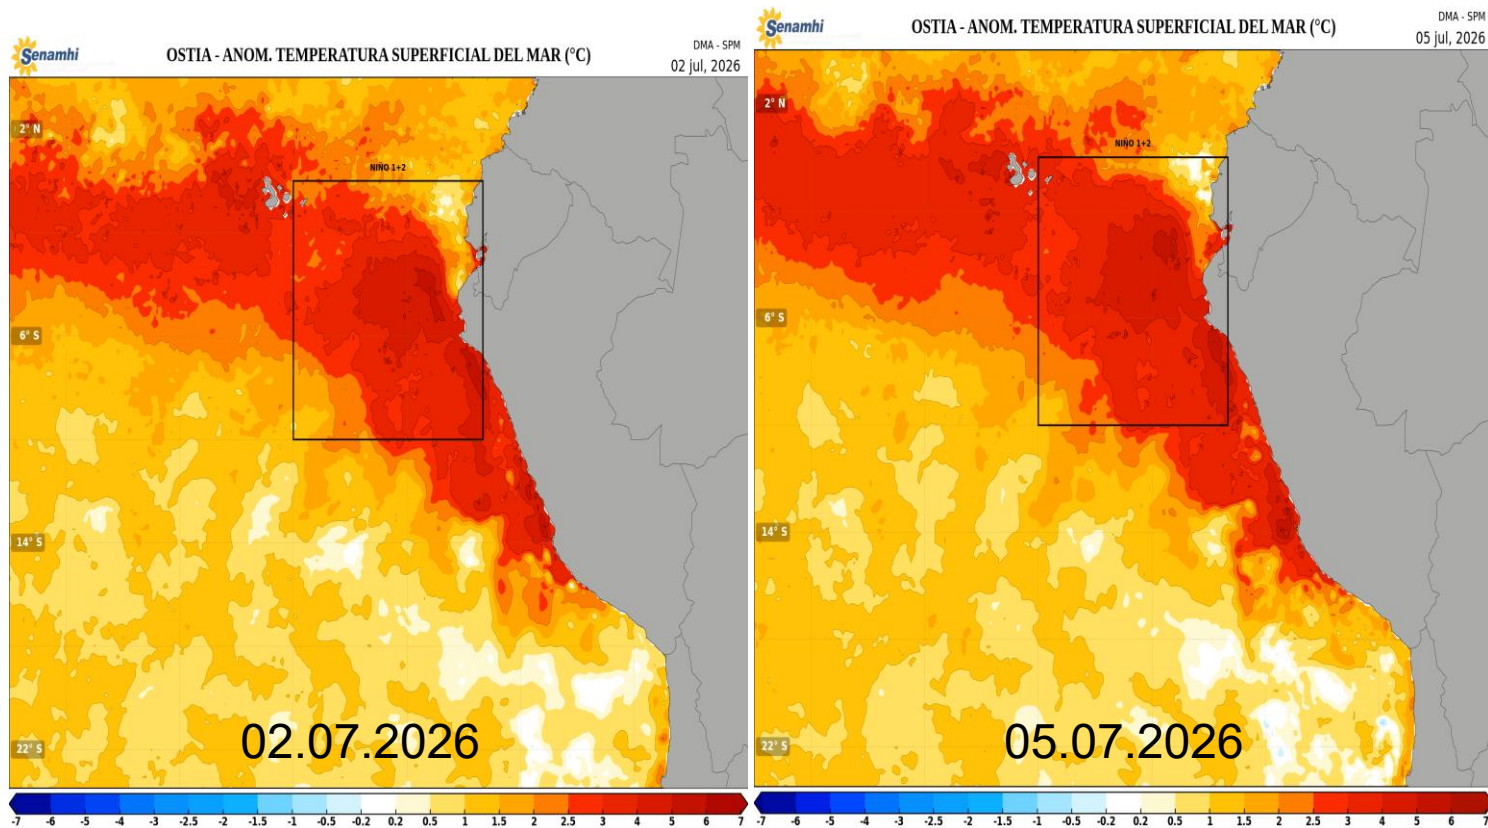 Senamhi
OSTIA - ANOM. TEMPERATURA SUPERFICIAL DEL MAR (°C)
DMA - SPM
02 jul, 2026
2° N
NIÑO 1+2
6° S
14° S
22° S
02.07.2026
-7 -6 -5 -4 -3 -2.5 -2 -1.5 -1 -0.5 -0.2 0.2 0.5 1 1.5 2 2.5 3 4 5 6 7
Senamhi
OSTIA - ANOM. TEMPERATURA SUPERFICIAL DEL MAR (°C)
DMA - SPM
05 jul, 2026
2° N
NIÑO 1+2
6° S
14° S
22° S
05.07.2026
-7 -6 -5 -4 -3 -2.5 -2 -1.5 -1 -0.5 -0.2 0.2 0.5 1 1.5 2 2.5 3 4 5 6 7